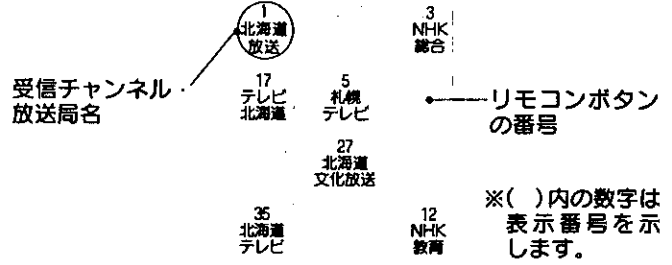 1
北海道
放送
3
NHK
総合
受信チャンネル
放送局名
17
テレビ
北海道
5
札幌
テレビ
リモコンボタン
の番号
27
北海道
文化放送
35
北海道
テレビ
12
NHK
教育
※( )内の数字は
表示番号を示
します。